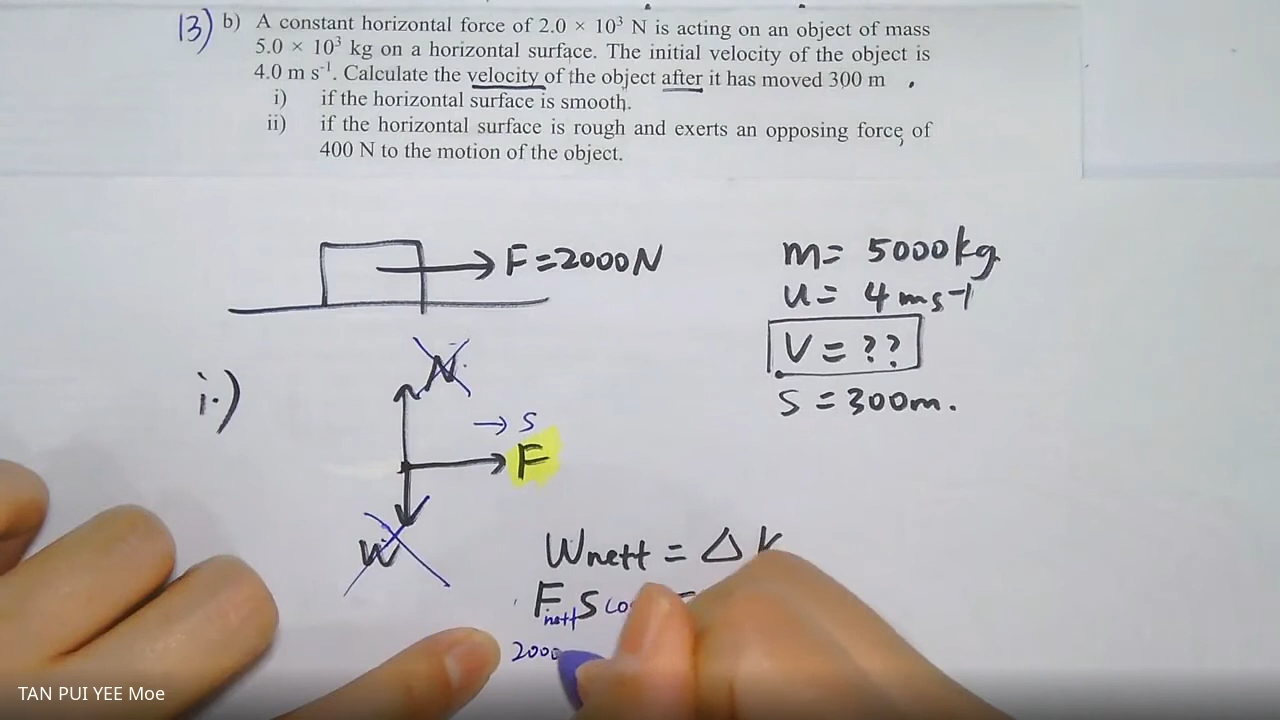 13) b) A constant horizontal force of 2.0 × 10³ N is acting on an object of mass
5.0 × 10³ kg on a horizontal surface. The initial velocity of the object is
4.0 m s⁻¹. Calculate the velocity of the object after it has moved 300 m
i) if the horizontal surface is smooth.
ii) if the horizontal surface is rough and exerts an opposing force of
400 N to the motion of the object.
F=2000N
m= 5000kg
u= 4ms-1
V = ??
S = 300m.
i.)
N
→ S
F
W
Wnett = Δ
Fnett S
2000
TAN PUI YEE Moe